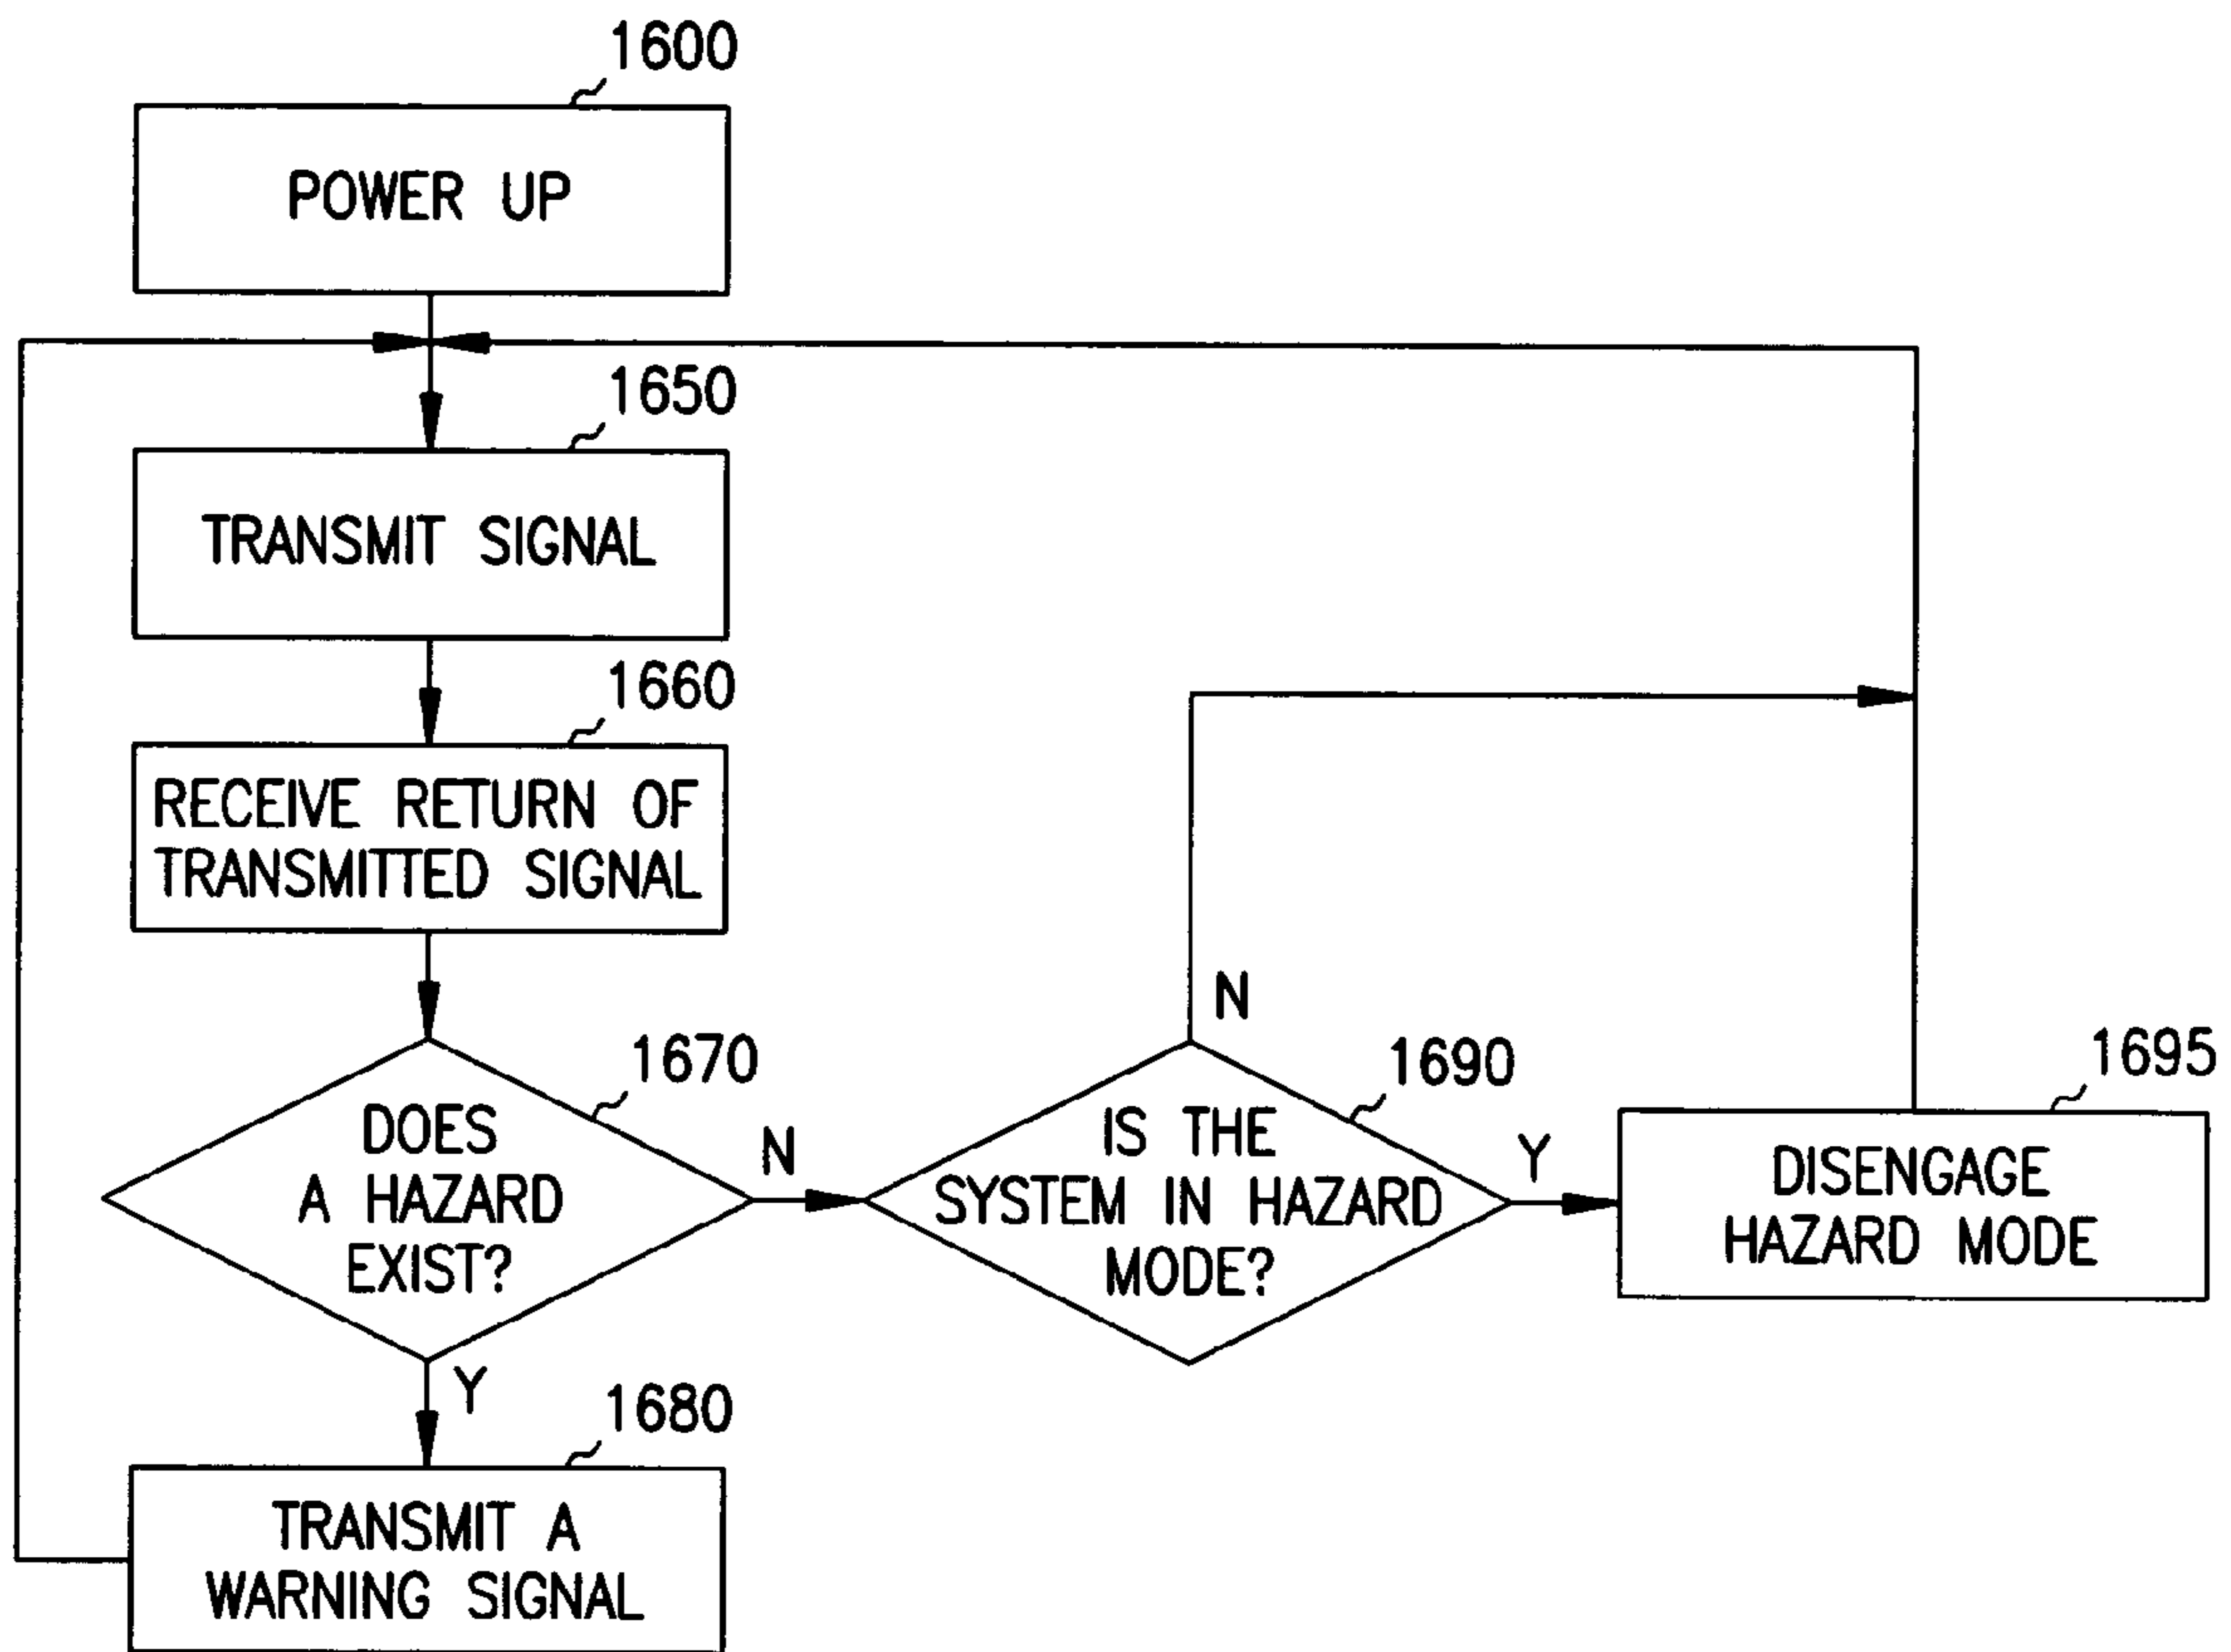 1600
POWER UP
1650
TRANSMIT SIGNAL
1660
RECEIVE RETURN OF
TRANSMITTED SIGNAL
1670
DOES
A HAZARD
EXIST?
N
Y
1690
IS THE
SYSTEM IN HAZARD
MODE?
N
Y
1695
DISENGAGE
HAZARD MODE
1680
TRANSMIT A
WARNING SIGNAL